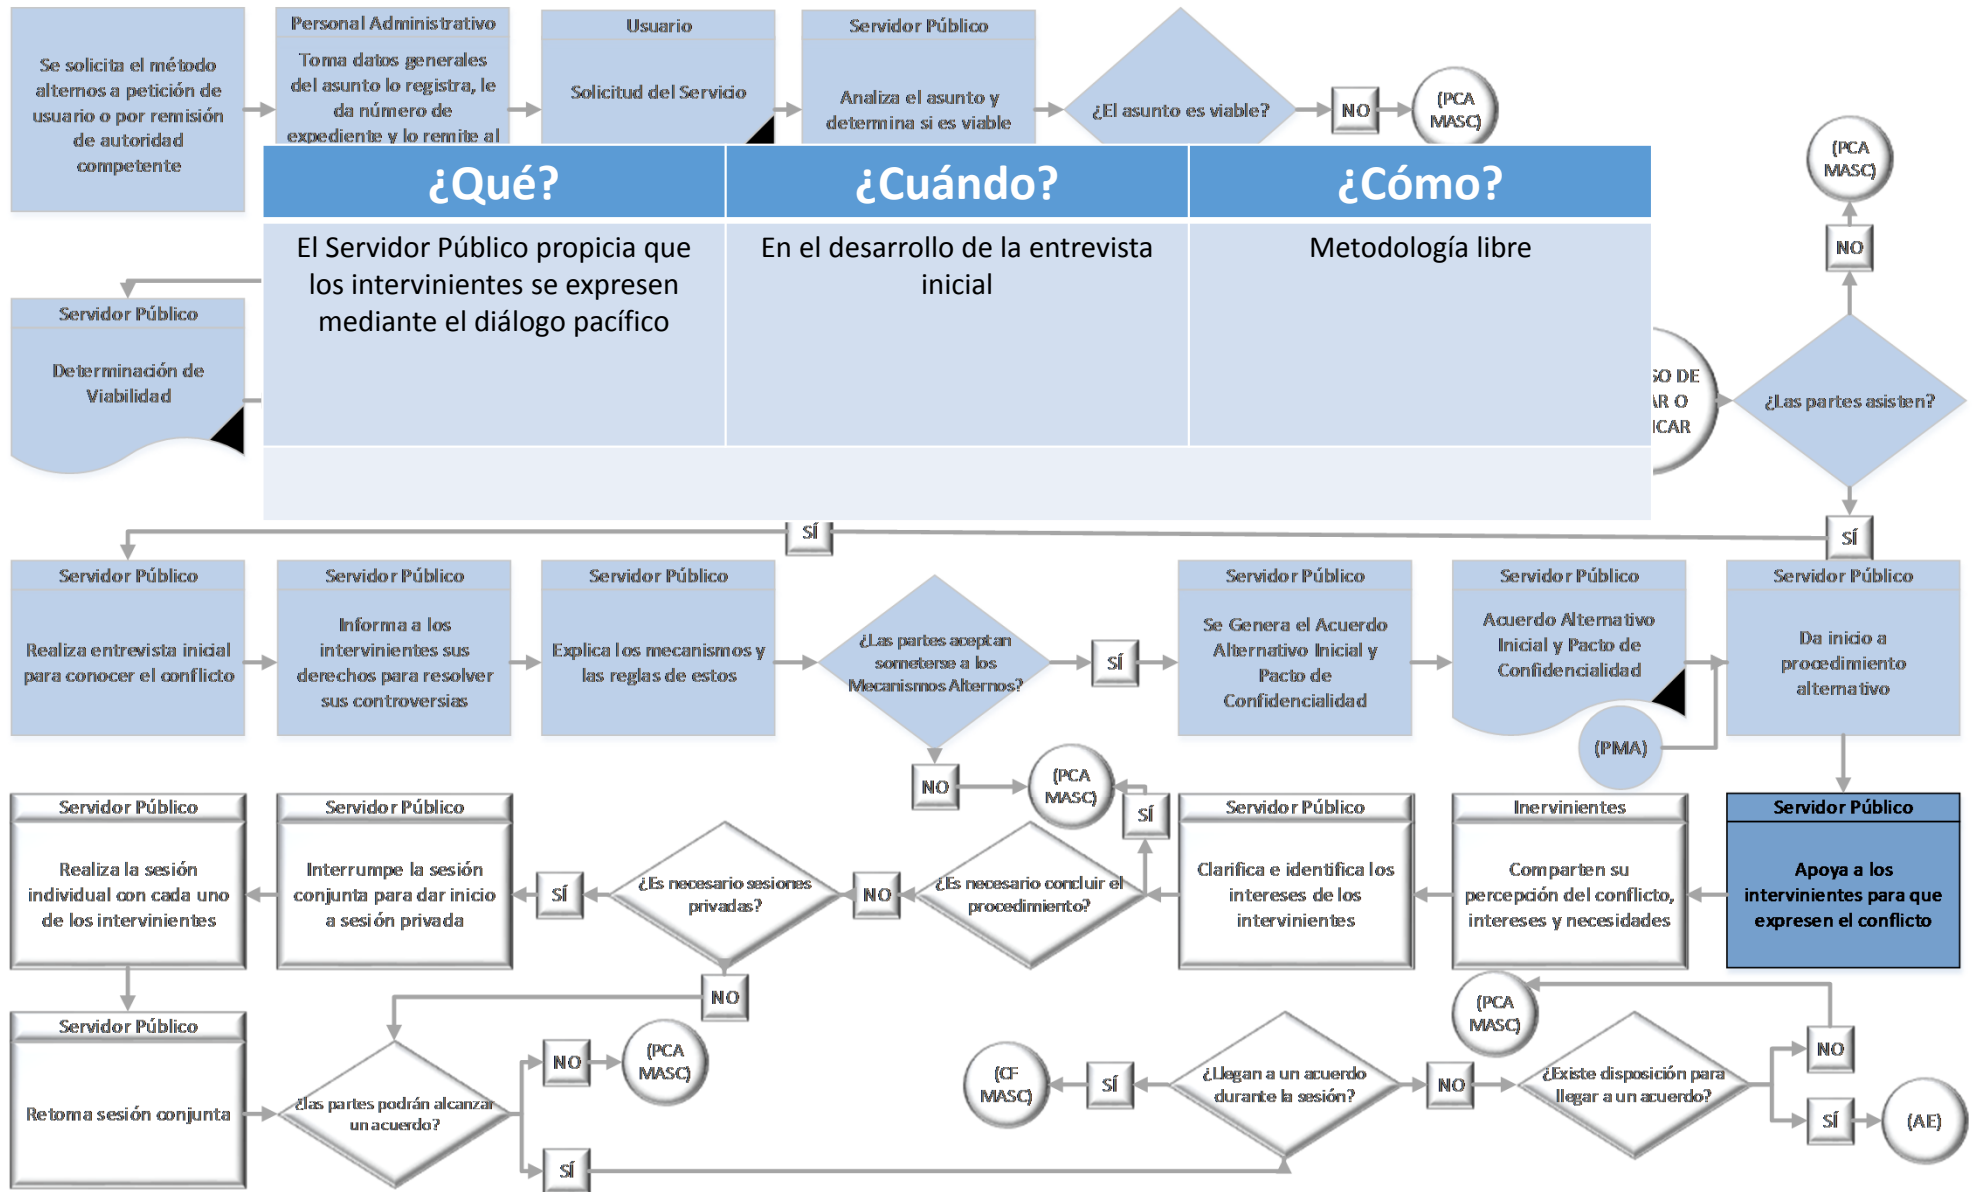 Se solicita el método
alternos a petición de
usuario o por remisión
de autoridad
competente
Personal Administrativo
Toma datos generales
del asunto lo registra, le
da número de
expediente y lo remite al
Usuario
Solicitud del Servicio
Servidor Público
Analiza el asunto y
determina si es viable
¿El asunto es viable?
NO
(PCA
MASC)
(PCA
MASC)
NO
¿Qué?
¿Cuándo?
¿Cómo?
El Servidor Público propicia que
los intervinientes se expresen
mediante el diálogo pacífico
En el desarrollo de la entrevista
inicial
Metodología libre
Servidor Público
Determinación de
Viabilidad
SO DE
AR O
ICAR
¿Las partes asisten?
SÍ
SÍ
Servidor Público
Realiza entrevista inicial
para conocer el conflicto
Servidor Público
Informa a los
intervinientes sus
derechos para resolver
sus controversias
Servidor Público
Explica los mecanismos y
las reglas de estos
¿Las partes aceptan
someterse a los
Mecanismos Alternos?
SÍ
Servidor Público
Se Genera el Acuerdo
Alternativo Inicial y
Pacto de
Confidencialidad
Servidor Público
Acuerdo Alternativo
Inicial y Pacto de
Confidencialidad
(PMA)
Servidor Público
Da inicio a
procedimiento
alternativo
NO
(PCA
MASC)
SÍ
Servidor Público
Realiza la sesión
individual con cada uno
de los intervinientes
Servidor Público
Interrumpe la sesión
conjunta para dar inicio
a sesión privada
SÍ
¿Es necesario sesiones
privadas?
NO
¿Es necesario concluir el
procedimiento?
Servidor Público
Clarifica e identifica los
intereses de los
intervinientes
Inervinientes
Comparten su
percepción del conflicto,
intereses y necesidades
Servidor Público
Apoya a los
intervinientes para que
expresen el conflicto
NO
Servidor Público
Retoma sesión conjunta
¿las partes podrán alcanzar
un acuerdo?
NO
(PCA
MASC)
SÍ
(CF
MASC)
SÍ
¿Llegan a un acuerdo
durante la sesión?
NO
(PCA
MASC)
¿Existe disposición para
llegar a un acuerdo?
NO
SÍ
(AE)